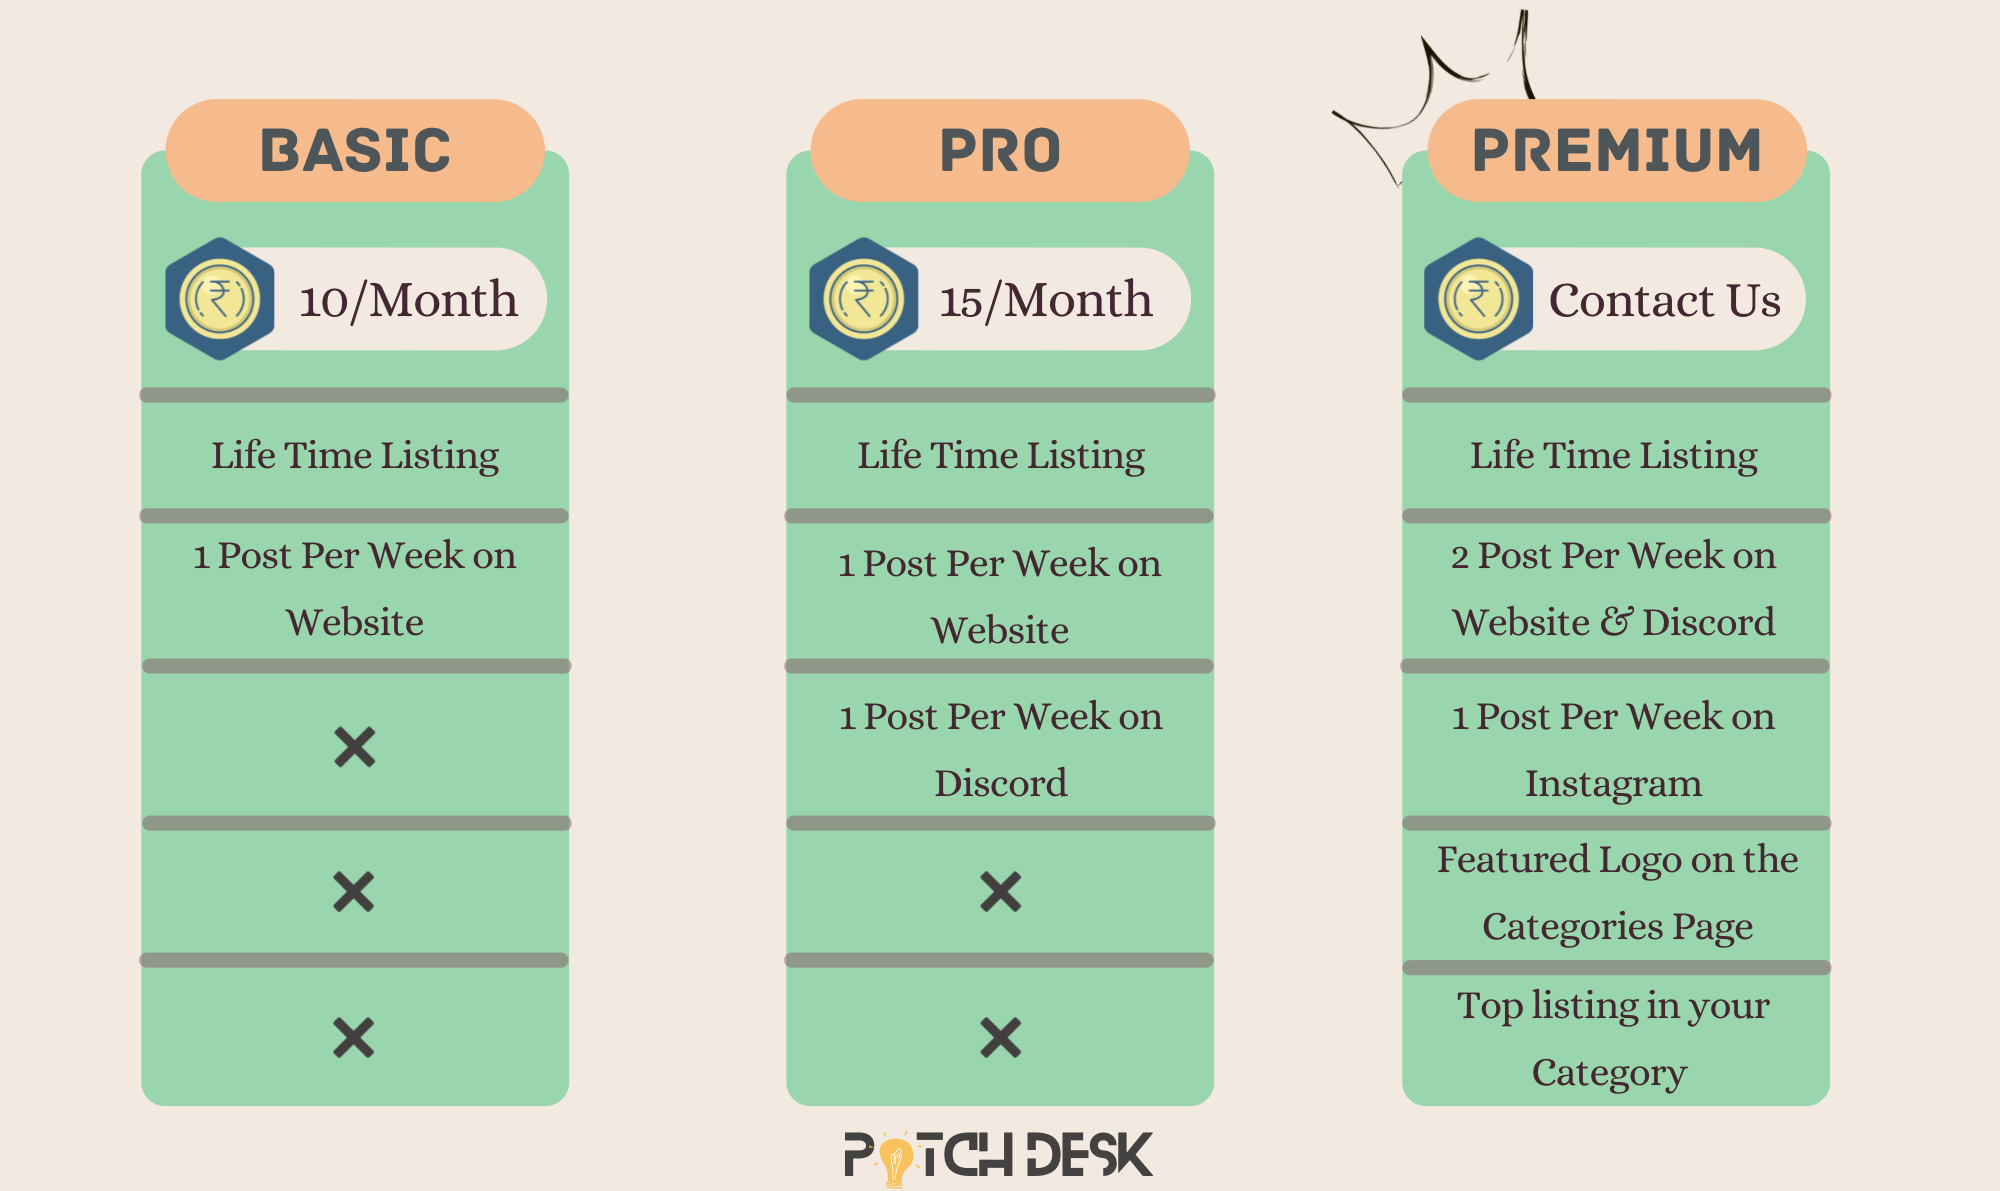 BASIC
₹ 10/Month
Life Time Listing
1 Post Per Week on
Website
PRO
₹ 15/Month
Life Time Listing
1 Post Per Week on
Website
1 Post Per Week on
Discord
PREMIUM
₹ Contact Us
Life Time Listing
2 Post Per Week on
Website & Discord
1 Post Per Week on
Instagram
Featured Logo on the
Categories Page
Top listing in your
Category
POTCH DESK